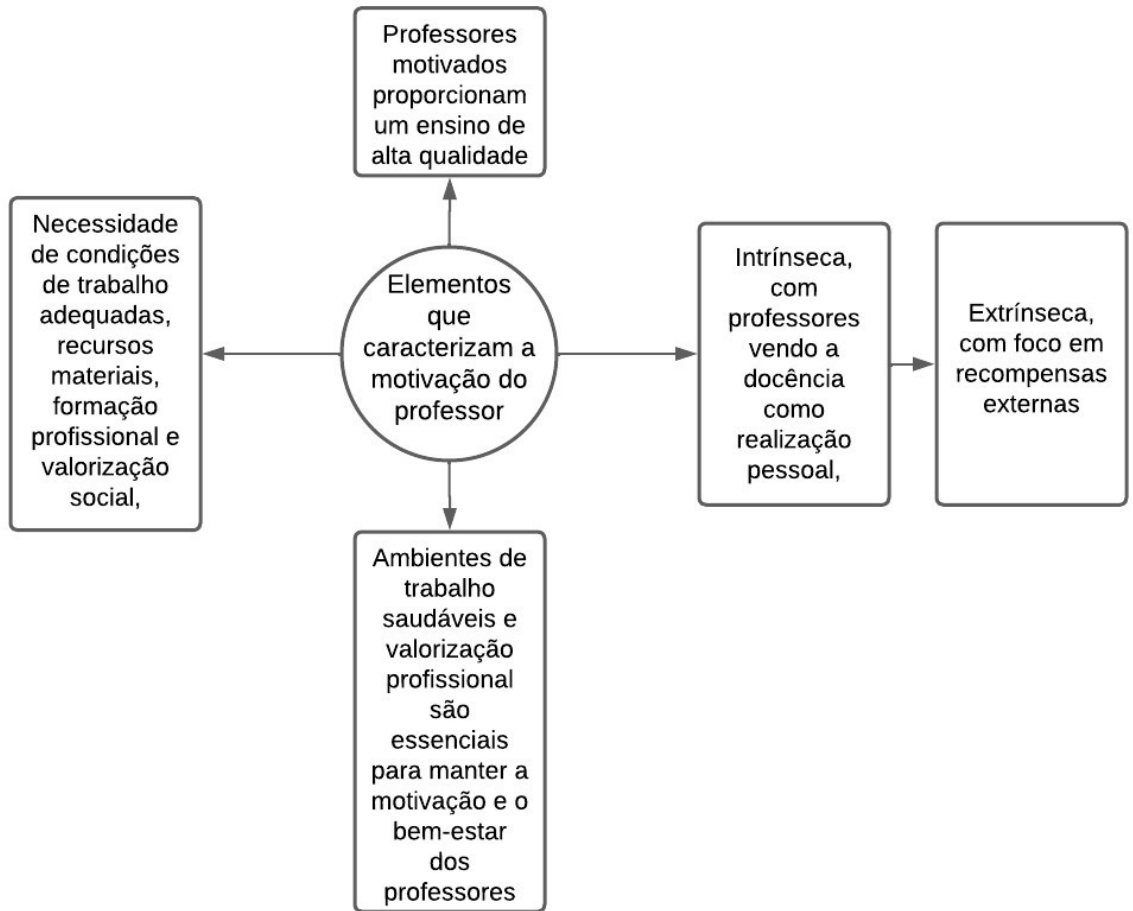 Professores
motivados
proporcionam
um ensino de
alta qualidade
Necessidade
de condições
de trabalho
adequadas,
recursos
materiais,
formação
profissional e
valorização
social,
Elementos
que
caracterizam a
motivação do
professor
Intrínseca,
com
professores
vendo a
docência
como
realização
pessoal,
Extrínseca,
com foco em
recompensas
externas
Ambientes de
trabalho
saudáveis e
valorização
profissional
são
essenciais
para manter a
motivação e o
bem-estar
dos
professores